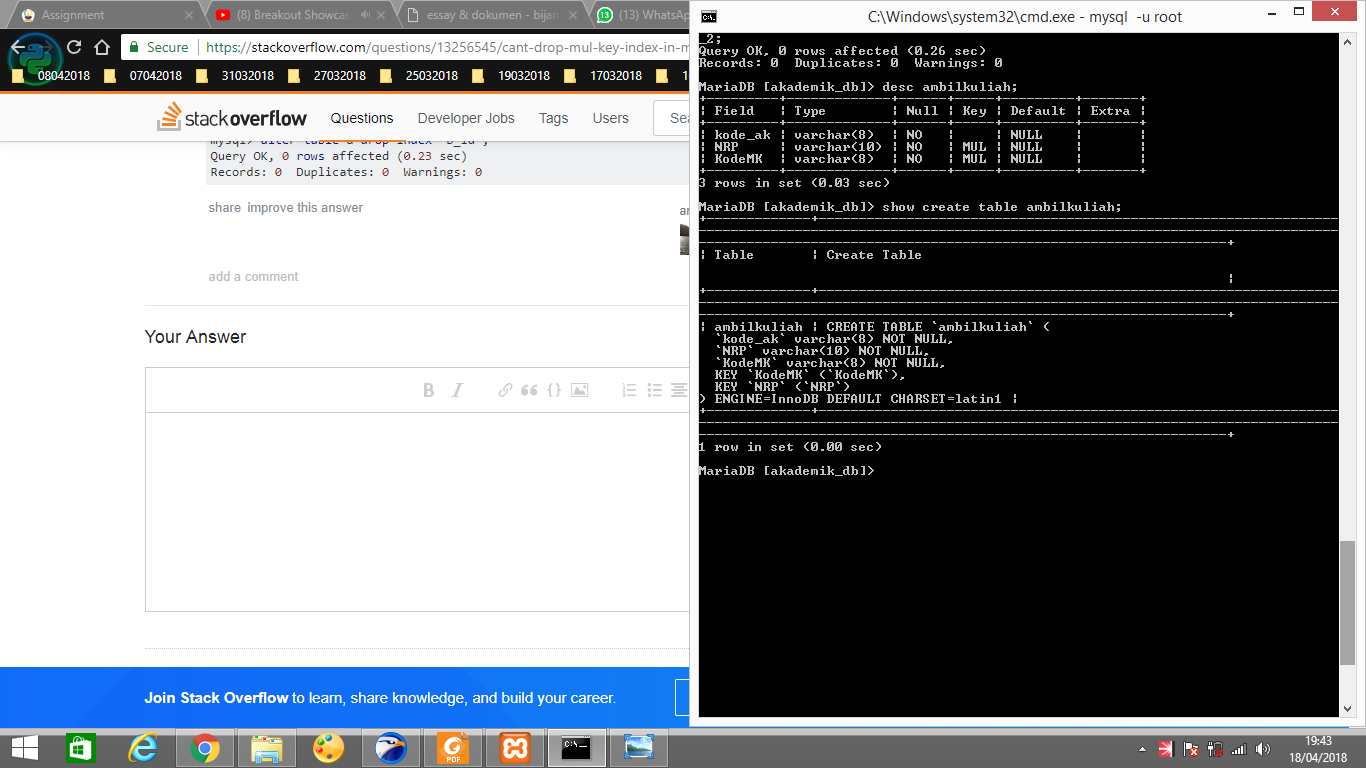 Assignment
(8) Breakout Showcas
essay & dokumen - bijan
(13) WhatsAp
Secure
https://stackoverflow.com/questions/13256545/cant-drop-mul-key-index-in-m
08042018
07042018
31032018
27032018
25032018
19032018
17032018
1
stackoverflow
Questions
Developer Jobs
Tags
Users
Sea
Query OK, 0 rows affected (0.23 sec)
Records: 0 Duplicates: 0 Warnings: 0
share improve this answer
add a comment
Your Answer
B I
Join Stack Overflow to learn, share knowledge, and build your career.
C:\Windows\system32\cmd.exe - mysql -u root
_2;
Query OK, 0 rows affected (0.26 sec)
Records: 0 Duplicates: 0 Warnings: 0
MariaDB [akademik_db]> desc ambilkuliah;
| Field | Type | Null | Key | Default | Extra |
| kode_ak | varchar(8) | NO | | NULL | |
| NRP | varchar(10) | NO | MUL | NULL | |
| KodeMK | varchar(8) | NO | MUL | NULL | |
3 rows in set (0.03 sec)
MariaDB [akademik_db]> show create table ambilkuliah;
| Table | Create Table
|
| ambilkuliah | CREATE TABLE `ambilkuliah` (
`kode_ak` varchar(8) NOT NULL,
`NRP` varchar(10) NOT NULL,
`KodeMK` varchar(8) NOT NULL,
KEY `KodeMK` (`KodeMK`),
KEY `NRP` (`NRP`)
) ENGINE=InnoDB DEFAULT CHARSET=latin1 |
1 row in set (0.00 sec)
MariaDB [akademik_db]>
PDF
C:\
19:43
18/04/2018